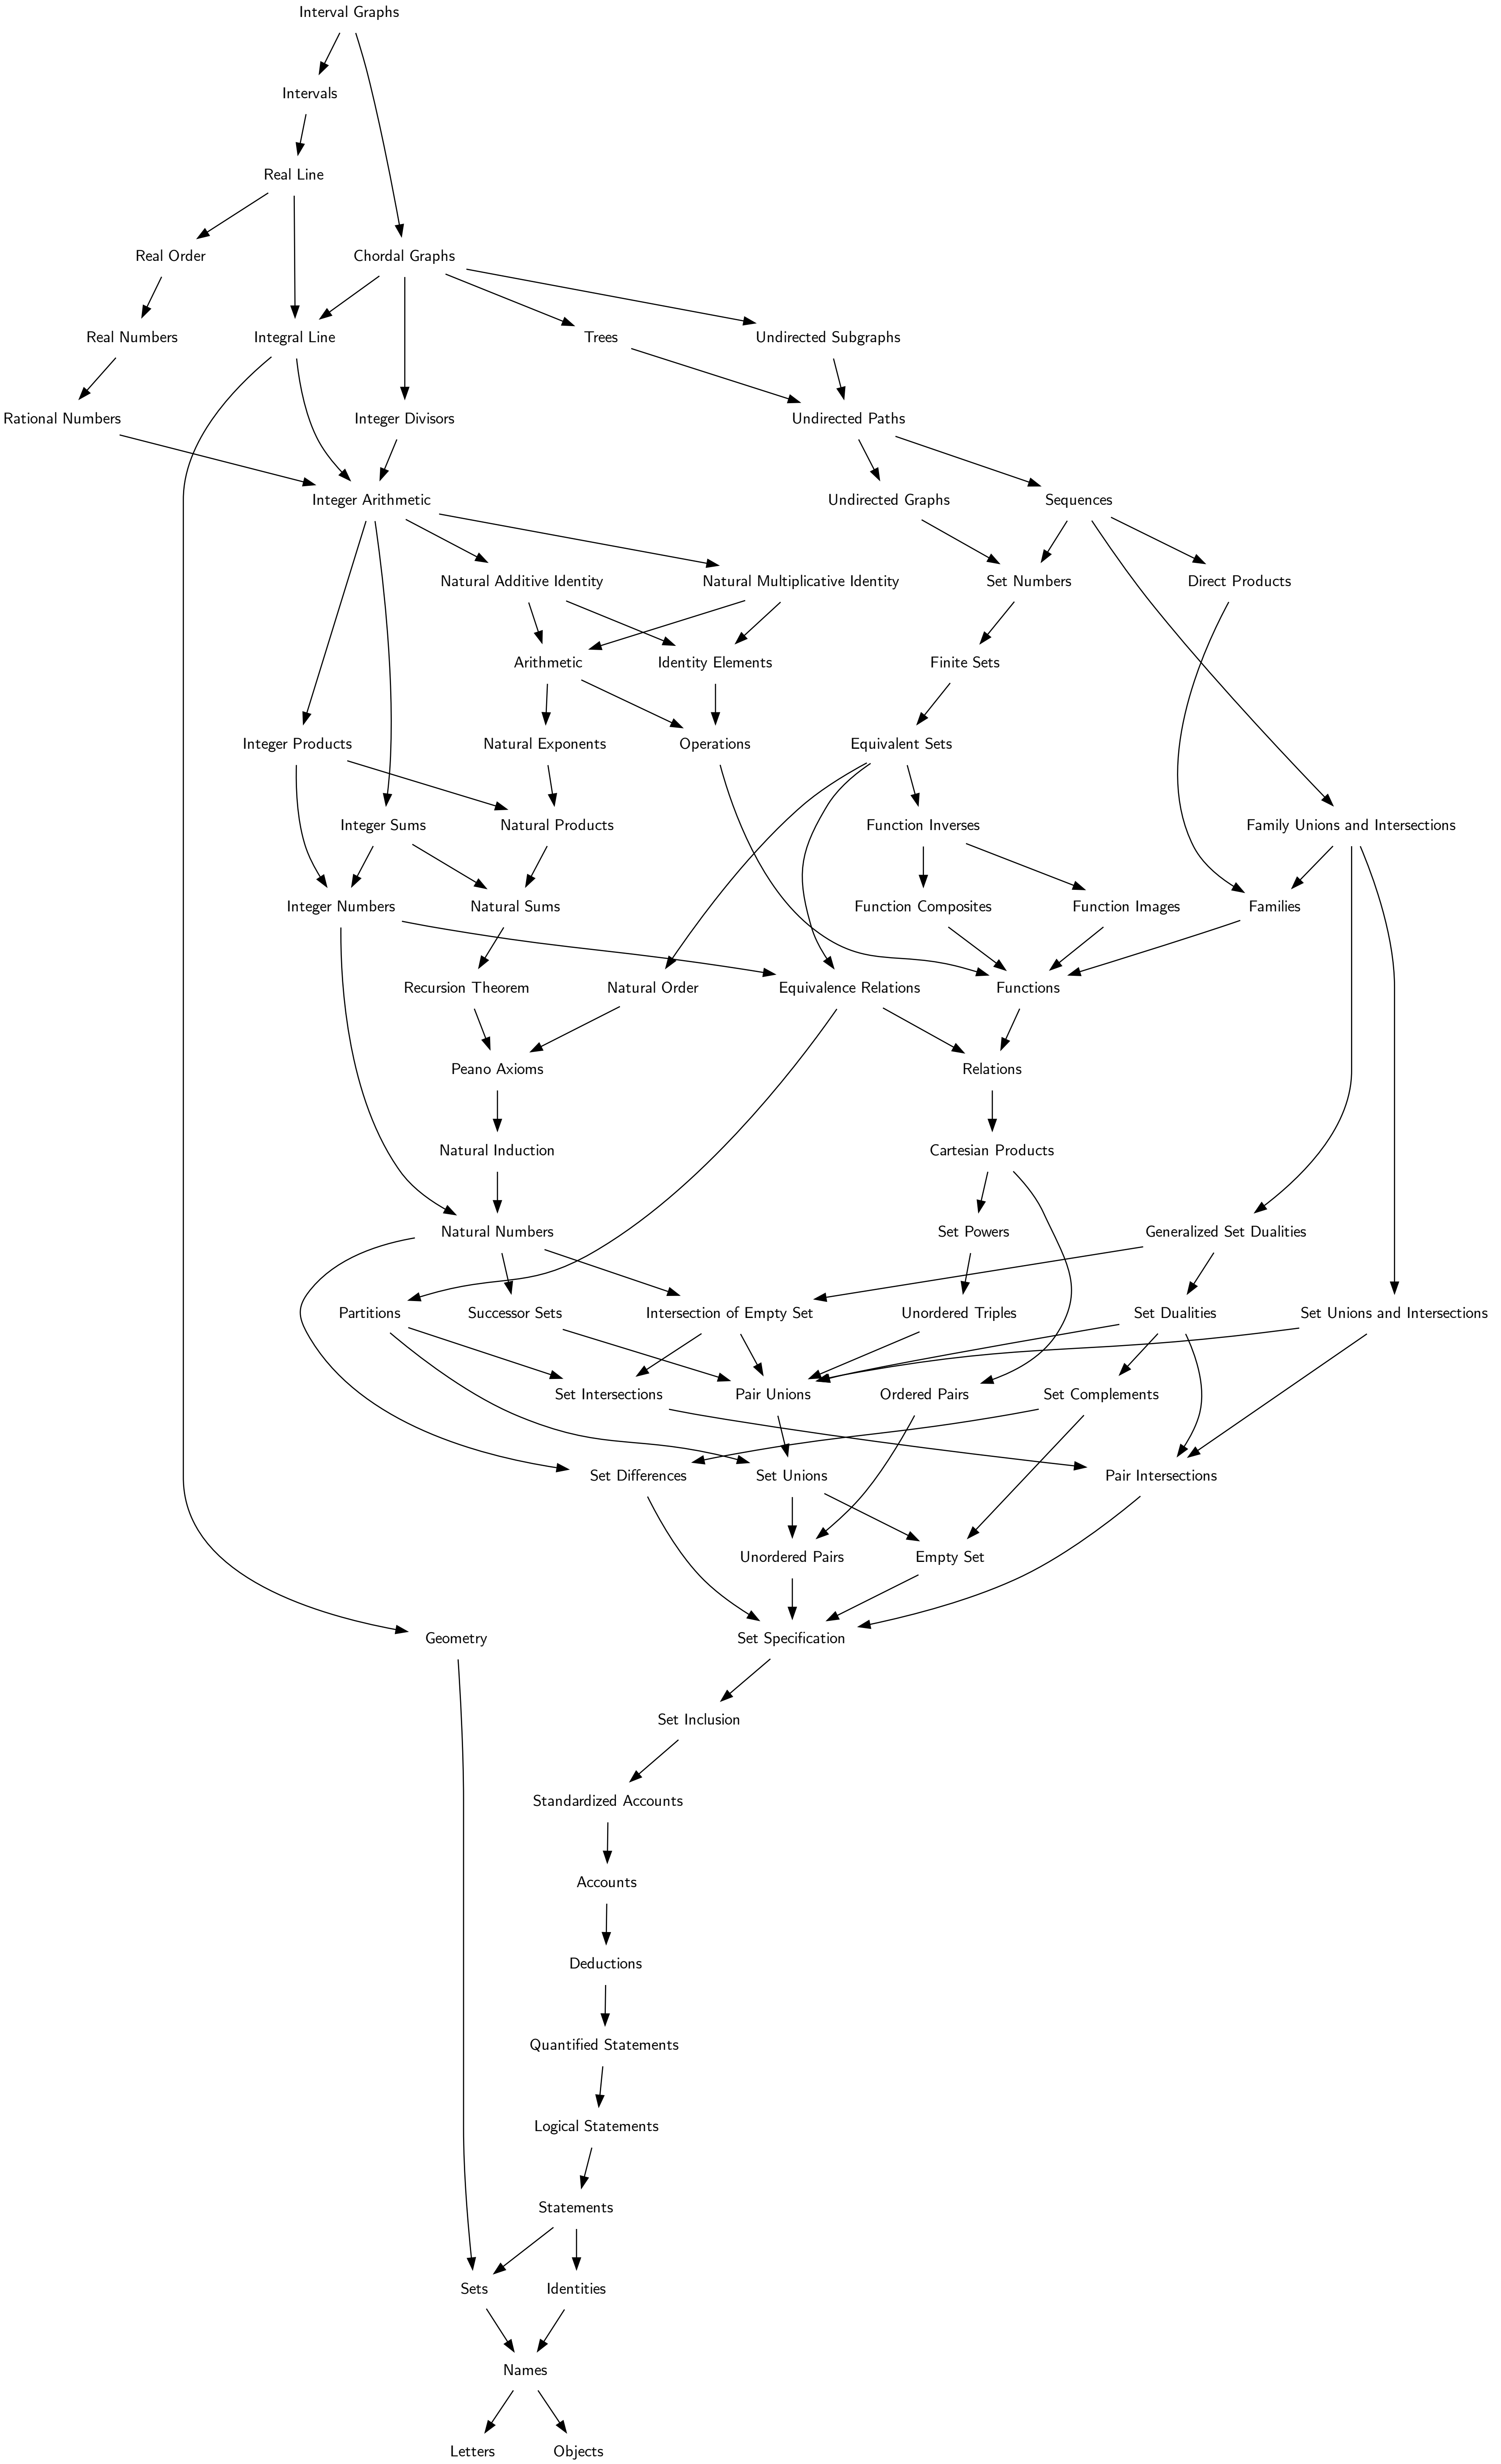 Interval Graphs
Intervals
Real Line
Real Order
Chordal Graphs
Real Numbers
Integral Line
Trees
Undirected Subgraphs
Rational Numbers
Integer Divisors
Undirected Paths
Integer Arithmetic
Undirected Graphs
Sequences
Natural Additive Identity
Natural Multiplicative Identity
Set Numbers
Direct Products
Arithmetic
Identity Elements
Finite Sets
Integer Products
Natural Exponents
Operations
Equivalent Sets
Integer Sums
Natural Products
Function Inverses
Family Unions and Intersections
Integer Numbers
Natural Sums
Function Composites
Function Images
Families
Recursion Theorem
Natural Order
Equivalence Relations
Functions
Peano Axioms
Relations
Natural Induction
Cartesian Products
Natural Numbers
Set Powers
Generalized Set Dualities
Partitions
Successor Sets
Intersection of Empty Set
Unordered Triples
Set Dualities
Set Unions and Intersections
Set Intersections
Pair Unions
Ordered Pairs
Set Complements
Set Differences
Set Unions
Pair Intersections
Unordered Pairs
Empty Set
Geometry
Set Specification
Set Inclusion
Standardized Accounts
Accounts
Deductions
Quantified Statements
Logical Statements
Statements
Sets
Identities
Names
Letters
Objects